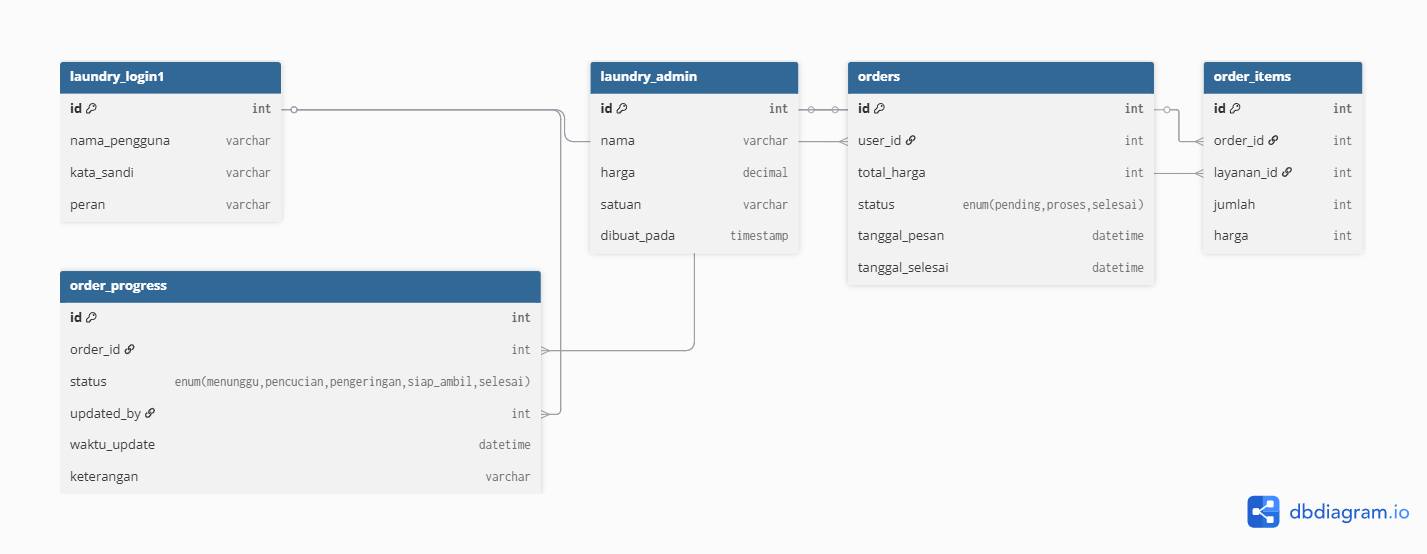 laundry_login1
id int
nama_pengguna varchar
kata_sandi varchar
peran varchar
laundry_admin
id int
nama varchar
harga decimal
satuan varchar
dibuat_pada timestamp
orders
id int
user_id int
total_harga int
status enum(pending,proses,selesai)
tanggal_pesan datetime
tanggal_selesai datetime
order_items
id int
order_id int
layanan_id int
jumlah int
harga int
order_progress
id int
order_id int
status enum(menunggu,pencucian,pengeringan,siap_ambil,selesai)
updated_by int
waktu_update datetime
keterangan varchar
dbdiagram.io